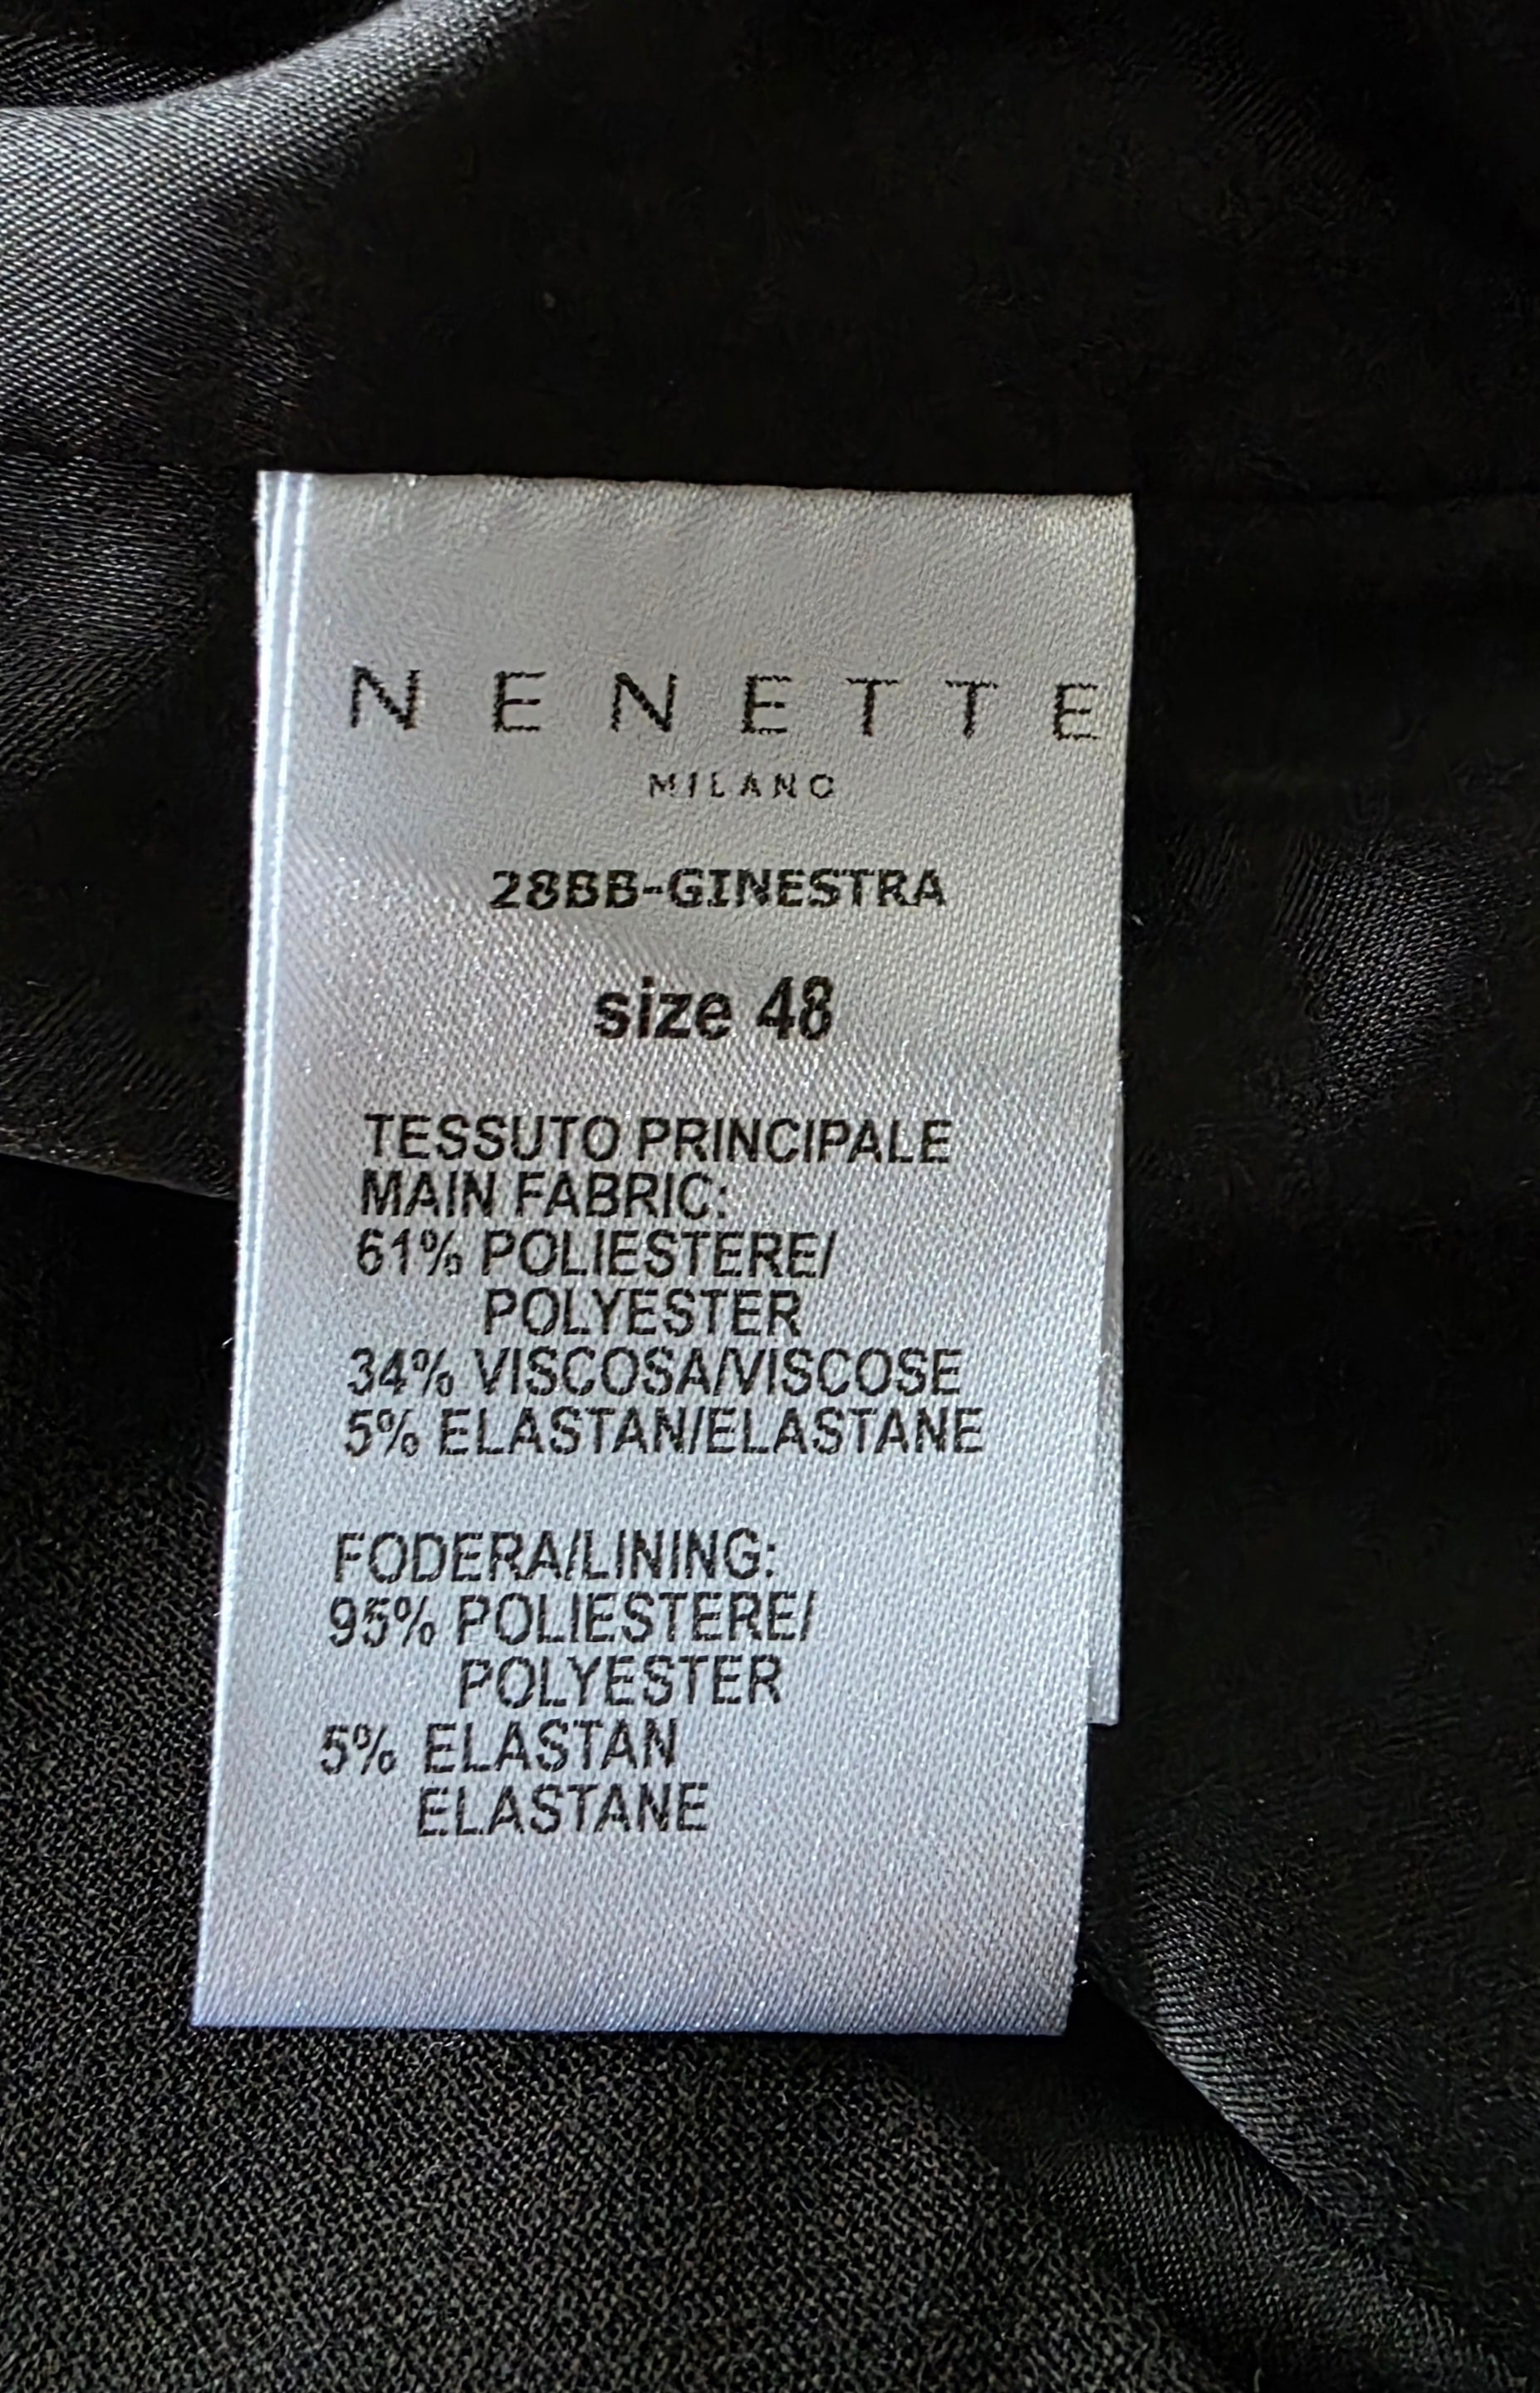 NENETTE
MILANO
28BB-GINESTRA
size 48
TESSUTO PRINCIPALE
MAIN FABRIC:
61% POLIESTERE/
POLYESTER
34% VISCOSA/VISCOSE
5% ELASTAN/ELASTANE
FODERA/LINING:
95% POLIESTERE/
POLYESTER
5% ELASTAN
ELASTANE